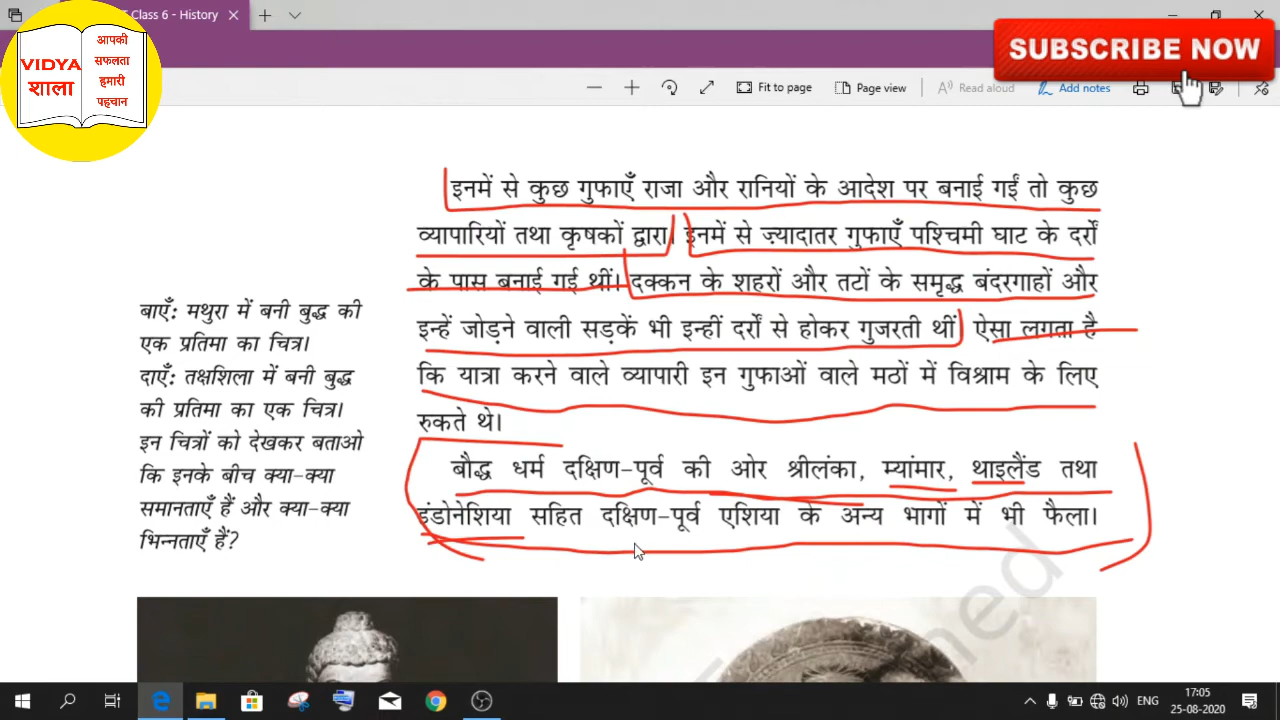 Class 6 - History
SUBSCRIBE NOW
VIDYA
शाला
आपकी
सफलता
हमारी
पहचान
Fit to page
Page view
Read aloud
Add notes
इनमें से कुछ गुफाएँ राजा और रानियों के आदेश पर बनाई गईं तो कुछ
व्यापारियों तथा कृषकों द्वारा। इनमें से ज़्यादातर गुफाएँ पश्चिमी घाट के दर्रों
के पास बनाई गई थीं। दक्कन के शहरों और तटों के समृद्ध बंदरगाहों और
इन्हें जोड़ने वाली सड़कें भी इन्हीं दर्रों से होकर गुजरती थीं ऐसा लगता है
कि यात्रा करने वाले व्यापारी इन गुफाओं वाले मठों में विश्राम के लिए
रुकते थे।
बौद्ध धर्म दक्षिण-पूर्व की ओर श्रीलंका, म्यांमार, थाइलैंड तथा
इंडोनेशिया सहित दक्षिण-पूर्व एशिया के अन्य भागों में भी फैला।
बाएँ: मथुरा में बनी बुद्ध की
एक प्रतिमा का चित्र।
दाएँ: तक्षशिला में बनी बुद्ध
की प्रतिमा का एक चित्र।
इन चित्रों को देखकर बताओ
कि इनके बीच क्या-क्या
समानताएँ हैं और क्या-क्या
भिन्नताएँ हैं?
ENG
17:05
25-08-2020